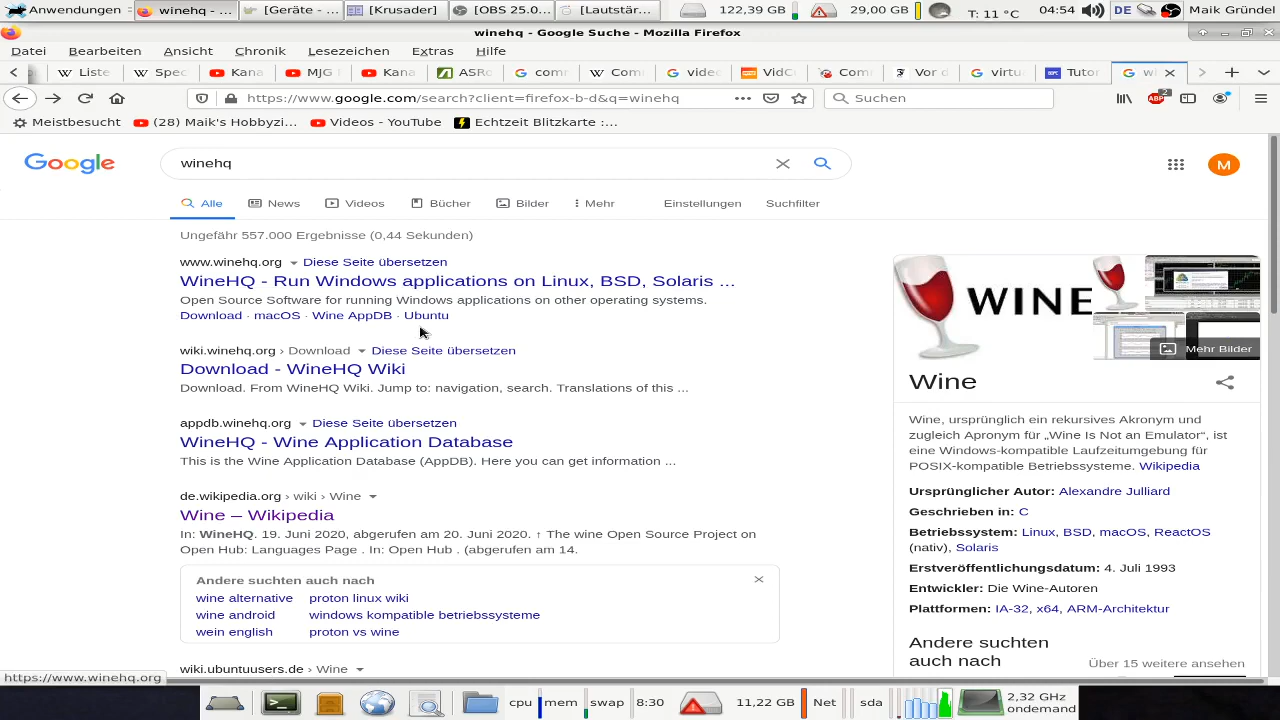 Anwendungen winehq - ... [Geräte - ... [Krusader] [OBS 25.0... [Lautstär... 122,39 GB 29,00 GB T: 11 °C 04:54 DE Maik Gründel
winehq - Google Suche - Mozilla Firefox
Datei Bearbeiten Ansicht Chronik Lesezeichen Extras Hilfe
Liste Spec Kana MJG Kana ASRo com Com vide VidC Com Vor d virtu Tutor wi
https://www.google.com/search?client=firefox-b-d&q=winehq Suchen ABP 2
Meistbesucht (28) Maik's Hobbyzi... Videos - YouTube Echtzeit Blitzkarte :...
Google winehq M
Alle News Videos Bücher Bilder Mehr Einstellungen Suchfilter
Ungefähr 557.000 Ergebnisse (0,44 Sekunden)
www.winehq.org Diese Seite übersetzen
WineHQ - Run Windows applications on Linux, BSD, Solaris ...
Open Source Software for running Windows applications on other operating systems.
Download · macOS · Wine AppDB · Ubuntu
wiki.winehq.org › Download Diese Seite übersetzen
Download - WineHQ Wiki
Download. From WineHQ Wiki. Jump to: navigation, search. Translations of this ...
appdb.winehq.org Diese Seite übersetzen
WineHQ - Wine Application Database
This is the Wine Application Database (AppDB). Here you can get information ...
de.wikipedia.org › wiki › Wine
Wine – Wikipedia
In: WineHQ. 19. Juni 2020, abgerufen am 20. Juni 2020. ↑ The wine Open Source Project on
Open Hub: Languages Page . In: Open Hub . (abgerufen am 14.
Andere suchten auch nach
wine alternative proton linux wiki
wine android windows kompatible betriebssysteme
wein english proton vs wine
wiki.ubuntuusers.de › Wine
WINE
Mehr Bilder
Wine
Wine, ursprünglich ein rekursives Akronym und
zugleich Apronym für „Wine Is Not an Emulator“, ist
eine Windows-kompatible Laufzeitumgebung für
POSIX-kompatible Betriebssysteme. Wikipedia
Ursprünglicher Autor: Alexandre Julliard
Geschrieben in: C
Betriebssystem: Linux, BSD, macOS, ReactOS
(nativ), Solaris
Erstveröffentlichungsdatum: 4. Juli 1993
Entwickler: Die Wine-Autoren
Plattformen: IA-32, x64, ARM-Architektur
Andere suchten
auch nach
Über 15 weitere ansehen
https://www.winehq.org
cpu mem swap 8:30 11,22 GB Net sda 2,32 GHz
ondemand